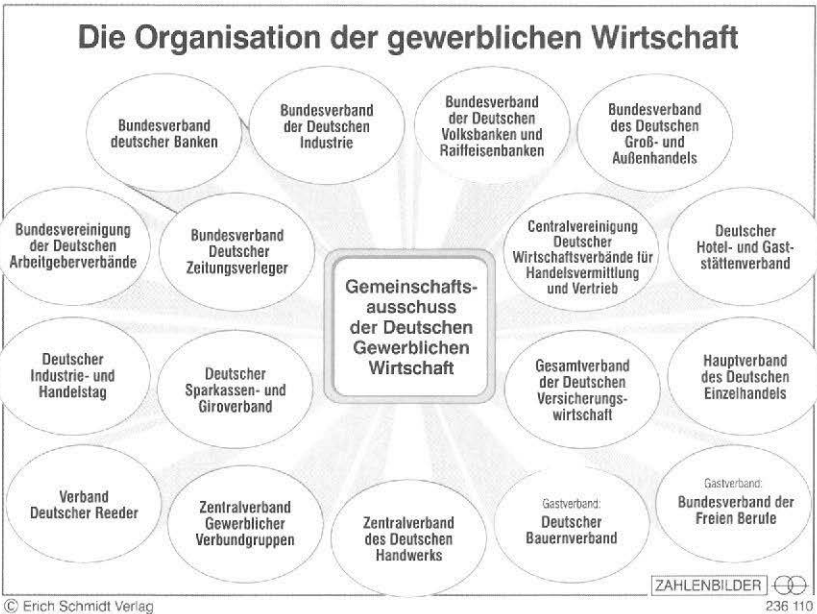 Die Organisation der gewerblichen Wirtschaft
Bundesverband
deutscher Banken
Bundesverband
der Deutschen
Industrie
Bundesverband
der Deutschen
Volksbanken und
Raiffeisenbanken
Bundesverband
des Deutschen
Groß- und
Außenhandels
Bundesvereinigung
der Deutschen
Arbeitgeberverbände
Bundesverband
Deutscher
Zeitungsverleger
Centralvereinigung
Deutscher
Wirtschaftsverbände für
Handelsvermittlung
und Vertrieb
Deutscher
Hotel- und Gast-
stättenverband
Gemeinschafts-
ausschuss
der Deutschen
Gewerblichen
Wirtschaft
Deutscher
Industrie- und
Handelstag
Deutscher
Sparkassen- und
Giroverband
Gesamtverband
der Deutschen
Versicherungs-
wirtschaft
Hauptverband
des Deutschen
Einzelhandels
Verband
Deutscher Reeder
Zentralverband
Gewerblicher
Verbundgruppen
Zentralverband
des Deutschen
Handwerks
Gastverband:
Deutscher
Bauernverband
Gastverband:
Bundesverband der
Freien Berufe
ZAHLENBILDER
© Erich Schmidt Verlag
236 110